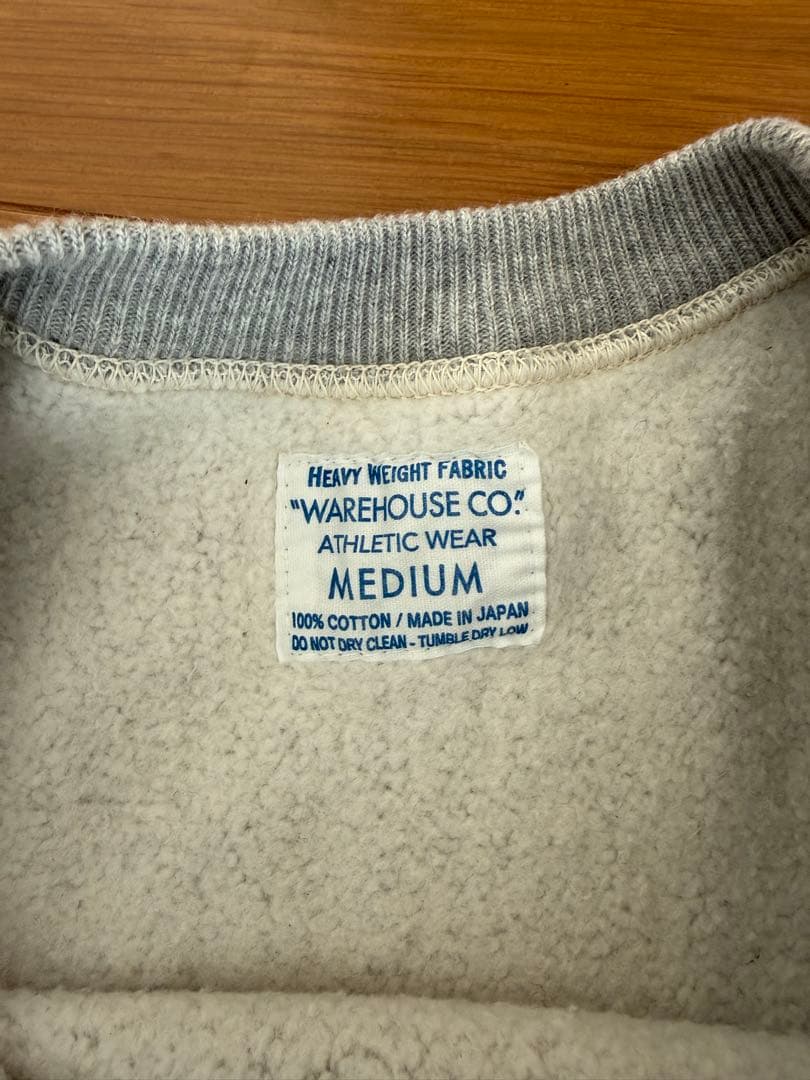 HEAVY WEIGHT FABRIC
"WAREHOUSE CO."
ATHLETIC WEAR
MEDIUM
100% COTTON / MADE IN JAPAN
DO NOT DRY CLEAN - TUMBLE DRY LOW